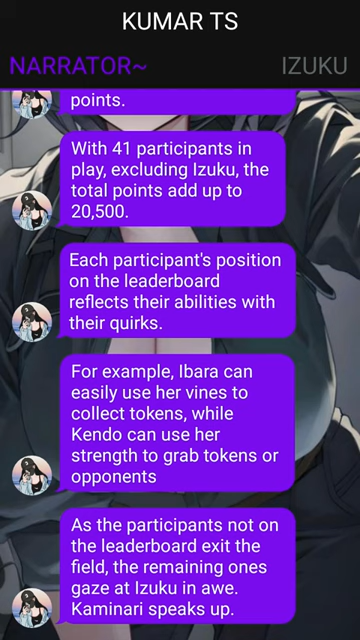 KUMAR TS
NARRATOR~
IZUKU
points.
With 41 participants in
play, excluding Izuku, the
total points add up to
20,500.
Each participant's position
on the leaderboard
reflects their abilities with
their quirks.
For example, Ibara can
easily use her vines to
collect tokens, while
Kendo can use her
strength to grab tokens or
opponents
As the participants not on
the leaderboard exit the
field, the remaining ones
gaze at Izuku in awe.
Kaminari speaks up.